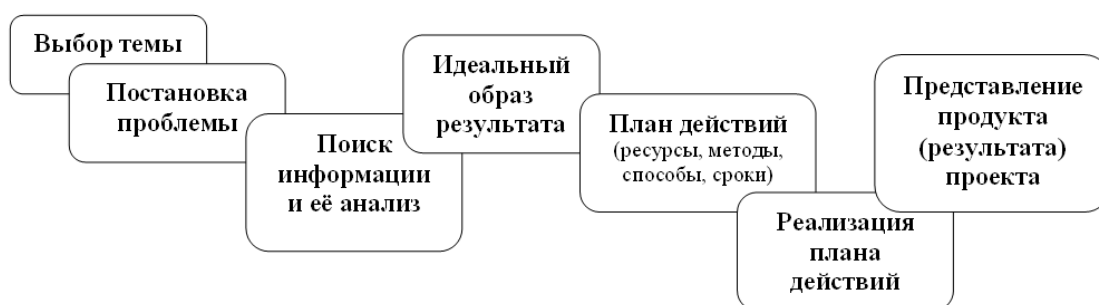 Выбор темы
Постановка
проблемы
Поиск
информации
и её анализ
Идеальный
образ
результата
План действий
(ресурсы, методы,
способы, сроки)
Реализация
плана
действий
Представление
продукта
(результата)
проекта